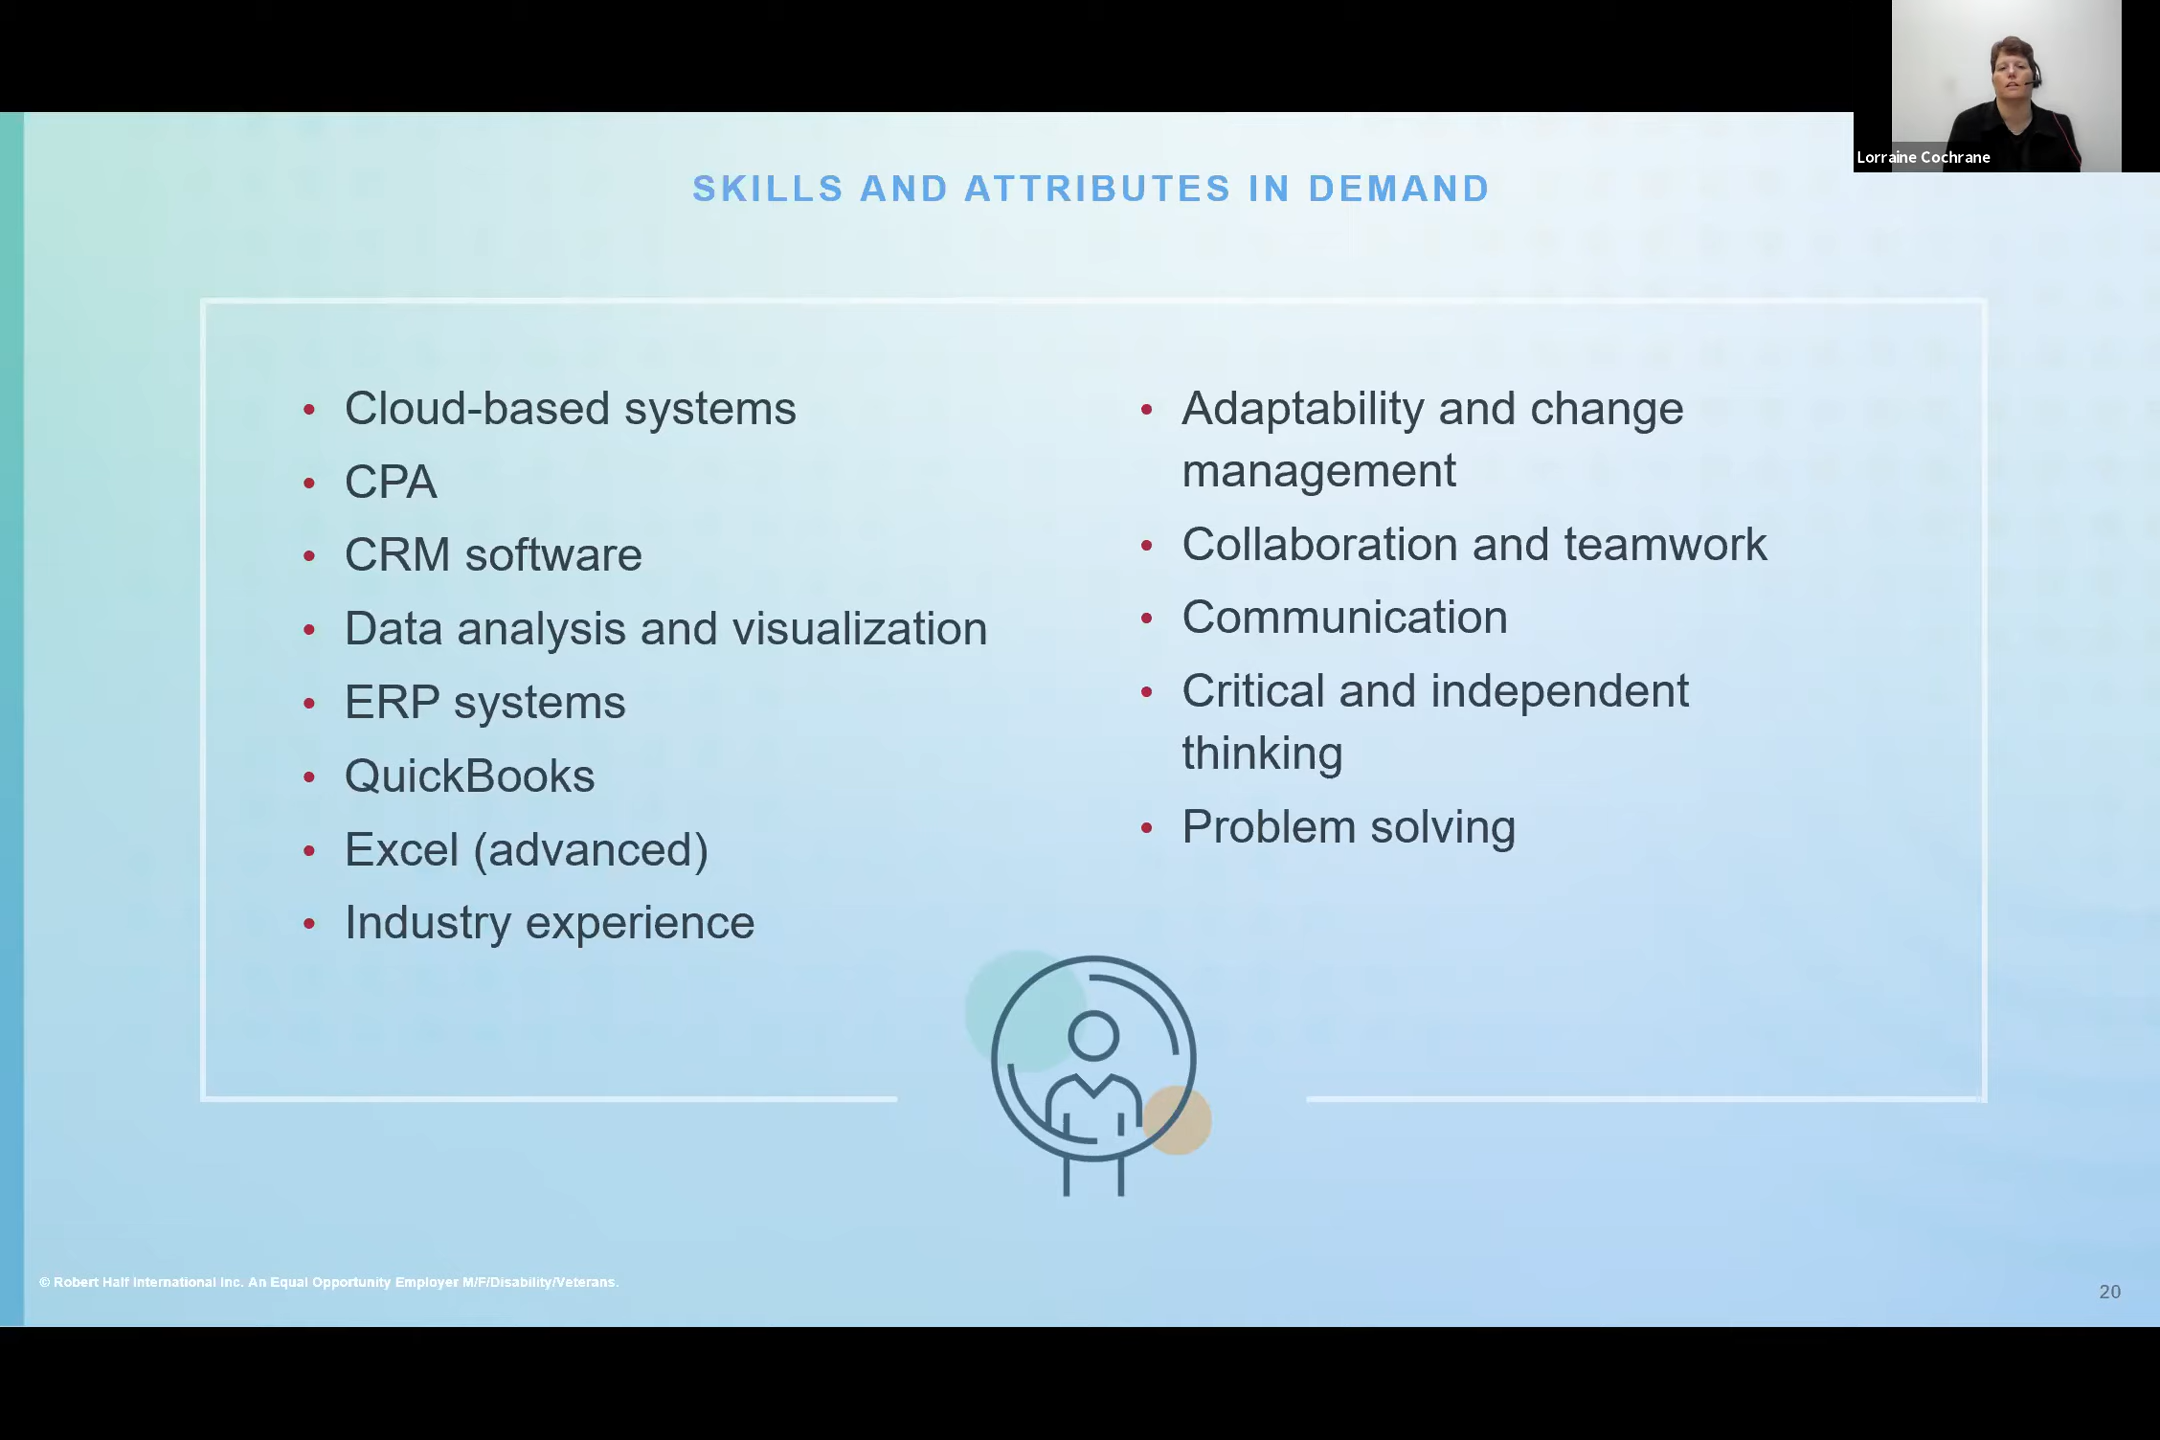 Lorraine Cochrane
SKILLS AND ATTRIBUTES IN DEMAND
• Cloud-based systems
• CPA
• CRM software
• Data analysis and visualization
• ERP systems
• QuickBooks
• Excel (advanced)
• Industry experience
• Adaptability and change
management
• Collaboration and teamwork
• Communication
• Critical and independent
thinking
• Problem solving
© Robert Half International Inc. An Equal Opportunity Employer M/F/Disability/Veterans.
20